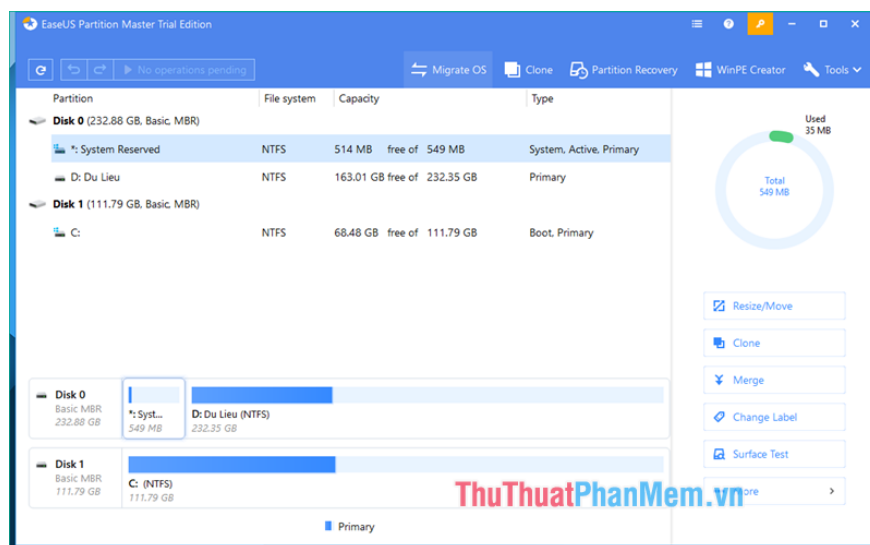 EaseUS Partition Master Trial Edition
No operations pending
Migrate OS
Clone
Partition Recovery
WinPE Creator
Tools
Partition File system Capacity Type
Disk 0 (232.88 GB, Basic, MBR)
*: System Reserved NTFS 514 MB free of 549 MB System, Active, Primary
D: Du Lieu NTFS 163.01 GB free of 232.35 GB Primary
Disk 1 (111.79 GB, Basic, MBR)
C: NTFS 68.48 GB free of 111.79 GB Boot, Primary
Used
35 MB
Total
549 MB
Resize/Move
Clone
Merge
Change Label
Surface Test
Disk 0
Basic MBR
232.88 GB
*: Syst...
549 MB
D: Du Lieu (NTFS)
232.35 GB
Disk 1
Basic MBR
111.79 GB
C: (NTFS)
111.79 GB
Primary
ThuThuatPhanMem.vn